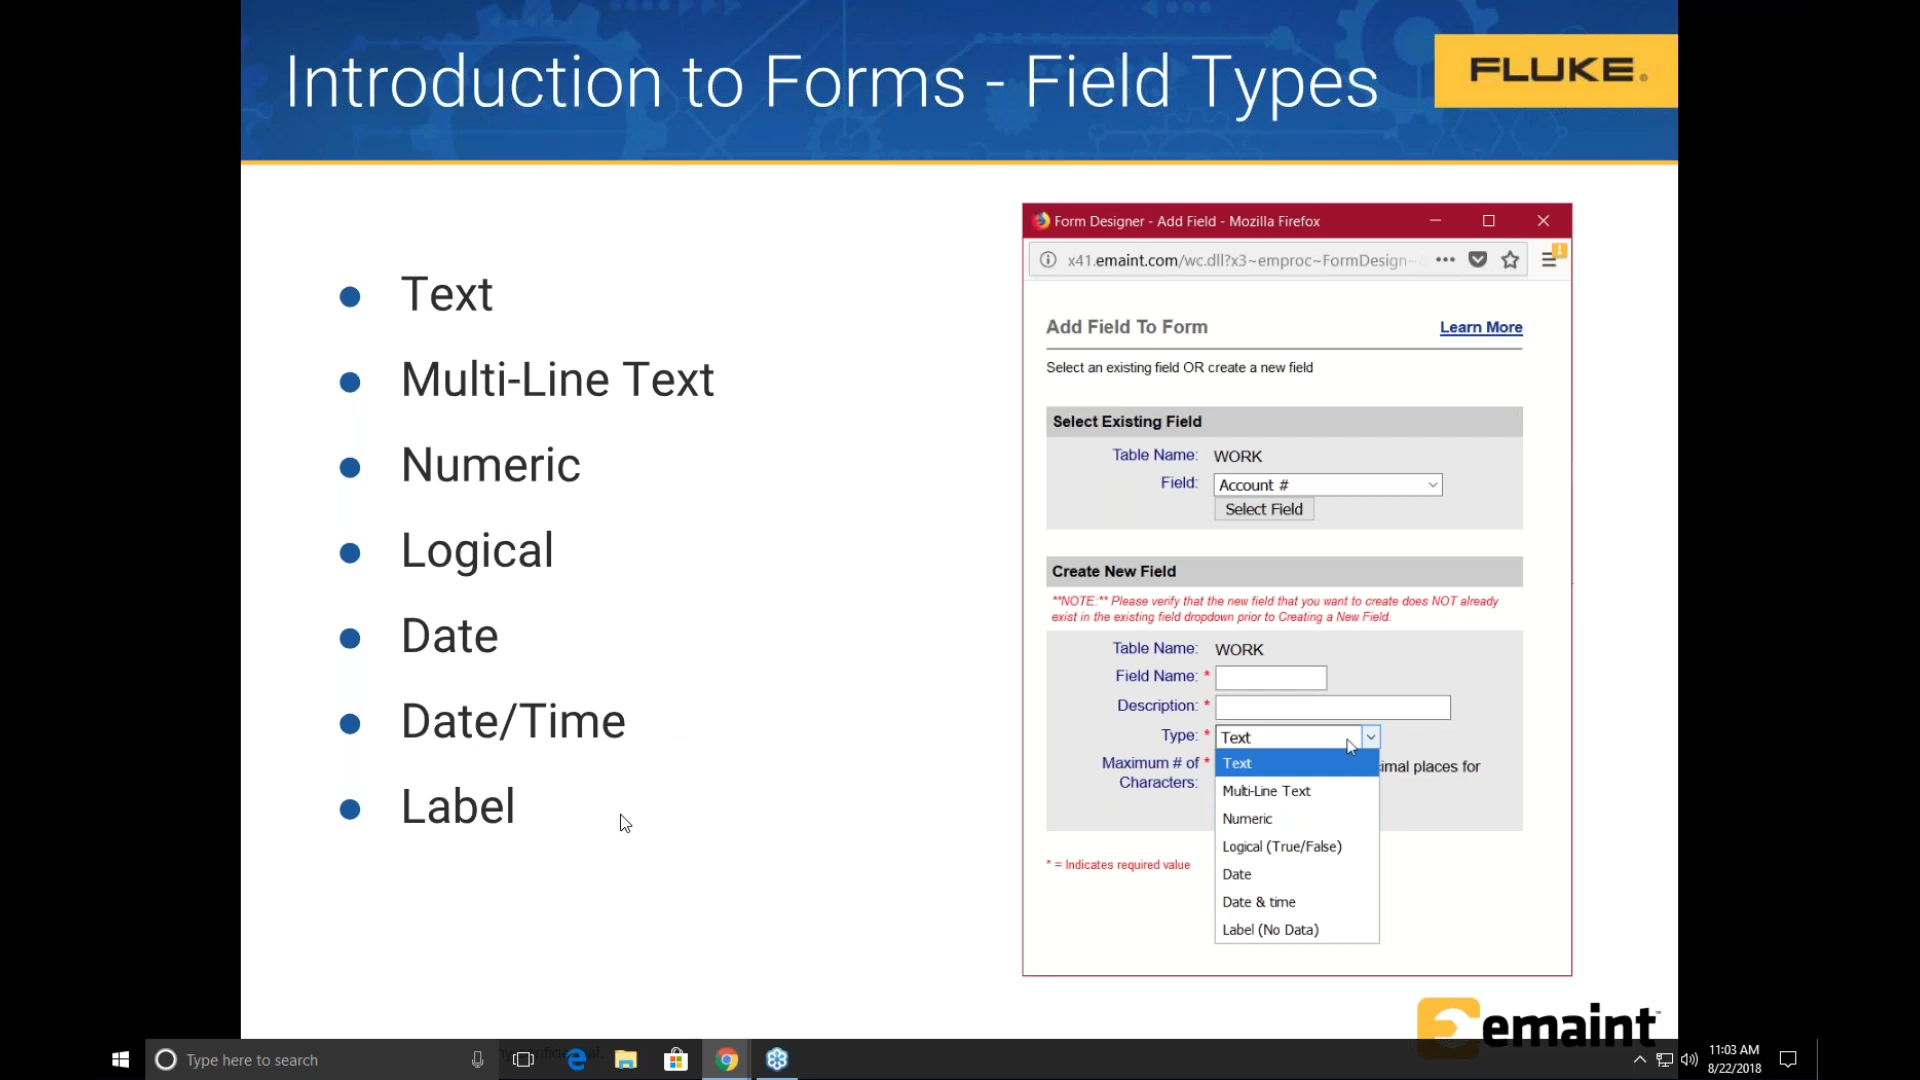 Introduction to Forms - Field Types
FLUKE®
Text
Multi-Line Text
Numeric
Logical
Date
Date/Time
Label
Form Designer - Add Field - Mozilla Firefox
x41.emaint.com/wc.dll?x3~emproc~FormDesign~
Add Field To Form
Learn More
Select an existing field OR create a new field
Select Existing Field
Table Name: WORK
Field: Account #
Select Field
Create New Field
**NOTE:** Please verify that the new field that you want to create does NOT already
exist in the existing field dropdown prior to Creating a New Field.
Table Name: WORK
Field Name: *
Description: *
Type: * Text
Maximum # of *
Characters:
imal places for
Text
Multi-Line Text
Numeric
Logical (True/False)
Date
Date & time
Label (No Data)
* = Indicates required value
emaint™
Type here to search
11:03 AM
8/22/2018